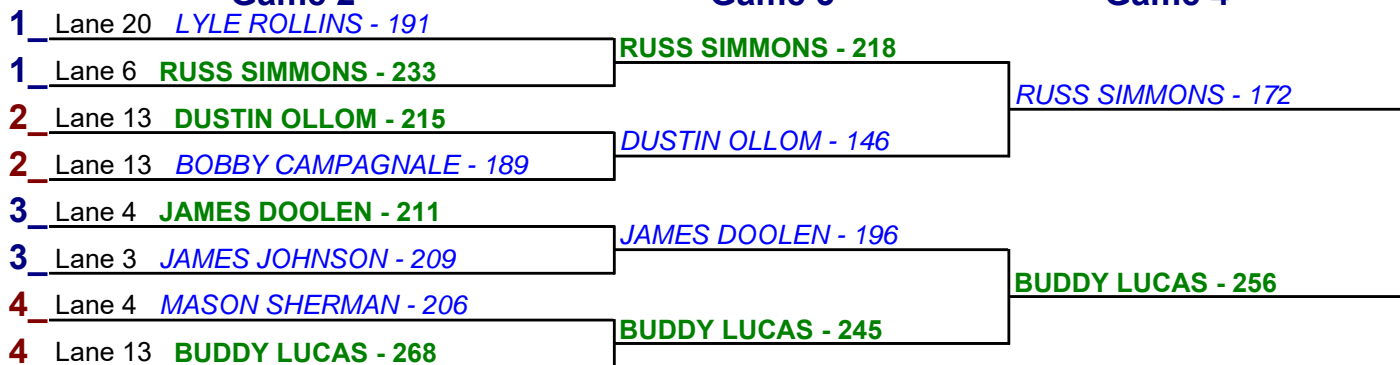 Game 2 Game 3 Game 4
1_ Lane 20 LYLE ROLLINS - 191
RUSS SIMMONS - 218
1_ Lane 6 RUSS SIMMONS - 233
RUSS SIMMONS - 172
2_ Lane 13 DUSTIN OLLOM - 215
DUSTIN OLLOM - 146
2_ Lane 13 BOBBY CAMPAGNALE - 189
3_ Lane 4 JAMES DOOLEN - 211
JAMES DOOLEN - 196
3_ Lane 3 JAMES JOHNSON - 209
BUDDY LUCAS - 256
4_ Lane 4 MASON SHERMAN - 206
BUDDY LUCAS - 245
4 Lane 13 BUDDY LUCAS - 268